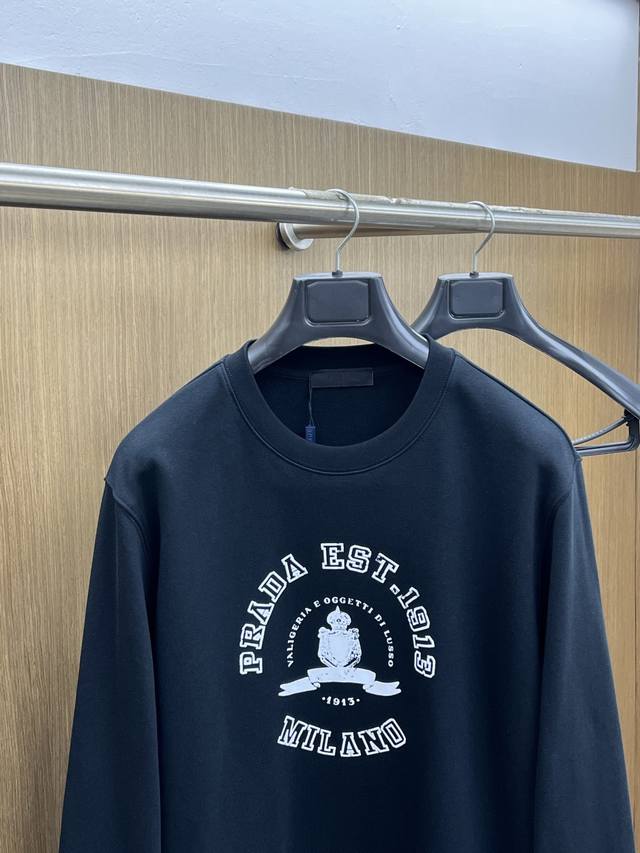 PRADA EST. 1913
VALIGERIA E OGGETTI DI LUSSO
·1913·
MILANO